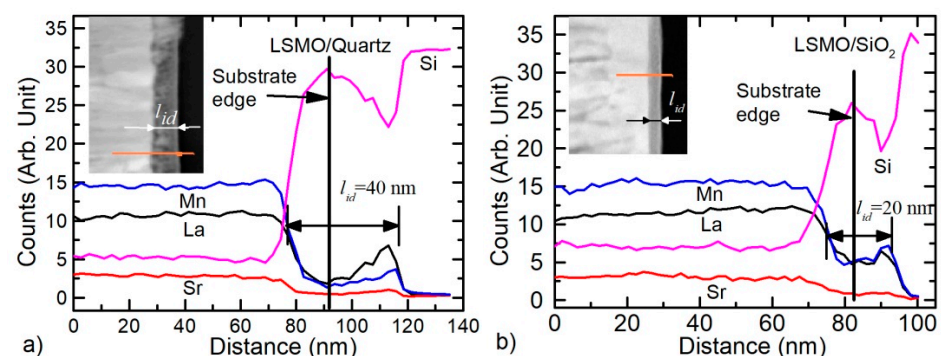 35
30
25
20
15
10
5
0
Counts (Arb. Unit)
LSMO/Quartz
Si
Substrate
edge
l_id
l_id=40 nm
Mn
La
Sr
0 20 40 60 80 100 120 140
Distance (nm)
a)
35
30
25
20
15
10
5
0
Counts (Arb. Unit)
LSMO/SiO₂
Substrate
edge
l_id
Si
l_id=20 nm
Mn
La
Sr
0 20 40 60 80 100
Distance (nm)
b)